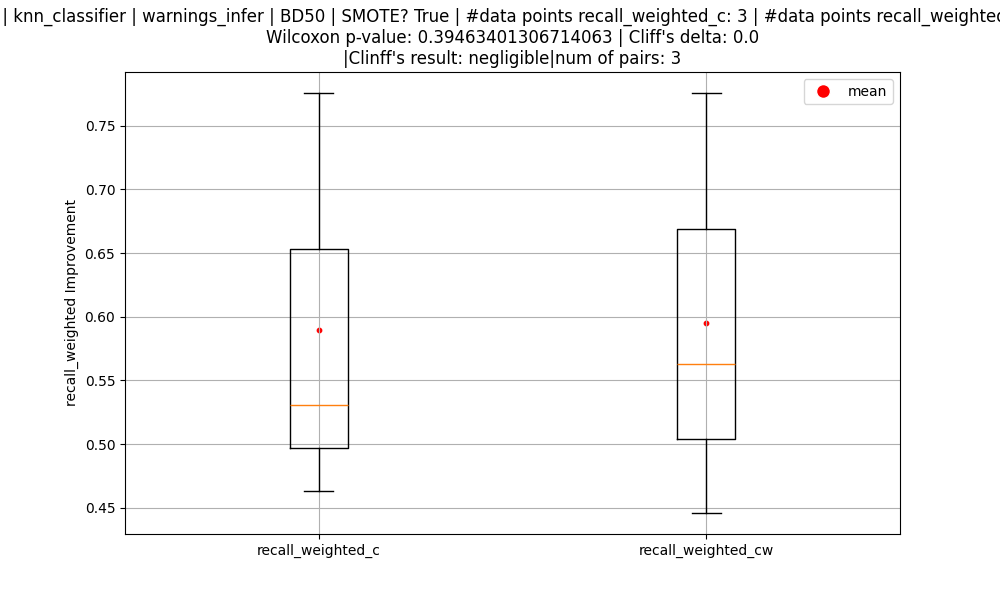 | knn_classifier | warnings_infer | BD50 | SMOTE? True | #data points recall_weighted_c: 3 | #data points
Wilcoxon p-value: 0.39463401306714063 | Cliff's delta: 0.0
|Clinff's result: negligible|num of pairs: 3
mean
0.75
0.70
0.65
0.60
0.55
0.50
0.45
recall_weighted Improvement
recall_weighted_c
recall_weighted_cw